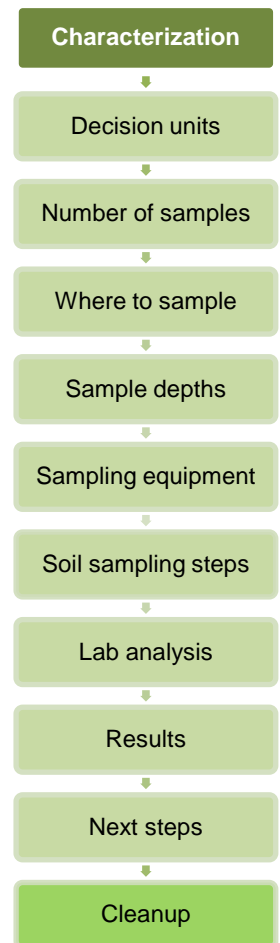 Characterization
Decision units
Number of samples
Where to sample
Sample depths
Sampling equipment
Soil sampling steps
Lab analysis
Results
Next steps
Cleanup